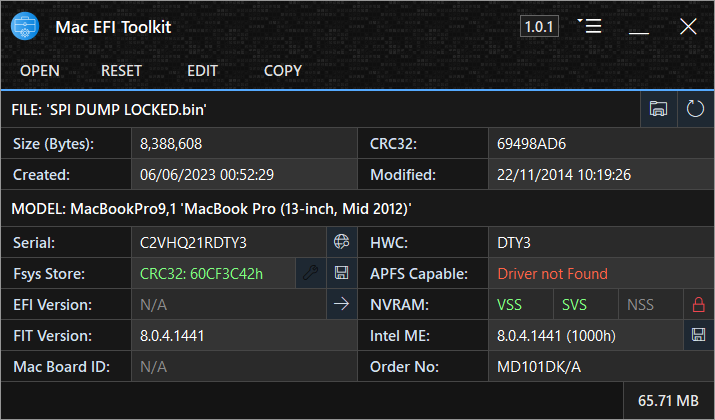 Mac EFI Toolkit 1.0.1
OPEN RESET EDIT COPY
FILE: 'SPI DUMP LOCKED.bin'
Size (Bytes): 8,388,608 CRC32: 69498AD6
Created: 06/06/2023 00:52:29 Modified: 22/11/2014 10:19:26
MODEL: MacBookPro9,1 'MacBook Pro (13-inch, Mid 2012)'
Serial: C2VHQ21RDTY3 HWC: DTY3
Fsys Store: CRC32: 60CF3C42h APFS Capable: Driver not Found
EFI Version: N/A NVRAM: VSS SVS NSS
FIT Version: 8.0.4.1441 Intel ME: 8.0.4.1441 (1000h)
Mac Board ID: N/A Order No: MD101DK/A
65.71 MB